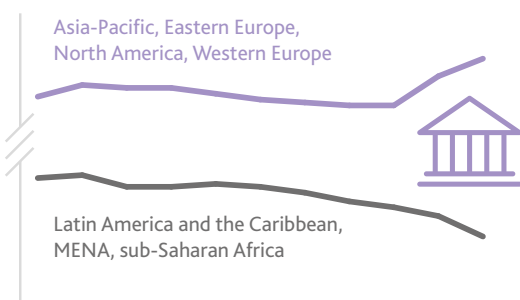 Asia-Pacific, Eastern Europe,
North America, Western Europe
Latin America and the Caribbean,
MENA, sub-Saharan Africa